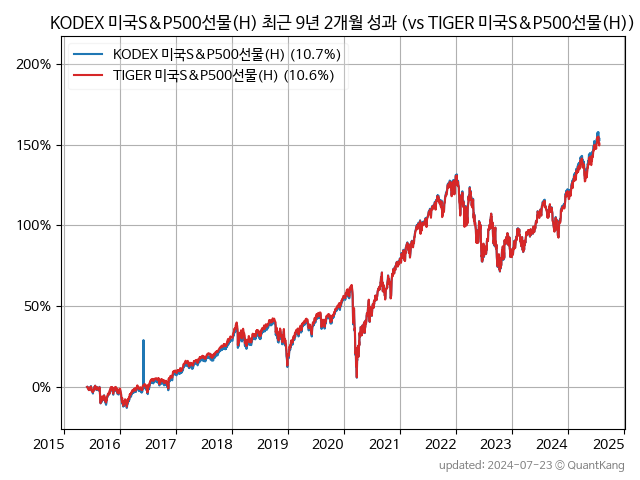 KODEX 미국S&P500선물(H) 최근 9년 2개월 성과 (vs TIGER 미국S&P500선물(H))
KODEX 미국S&P500선물(H) (10.7%)
TIGER 미국S&P500선물(H) (10.6%)
200%
150%
100%
50%
0%
2015 2016 2017 2018 2019 2020 2021 2022 2023 2024 2025
updated: 2024-07-23 © QuantKang